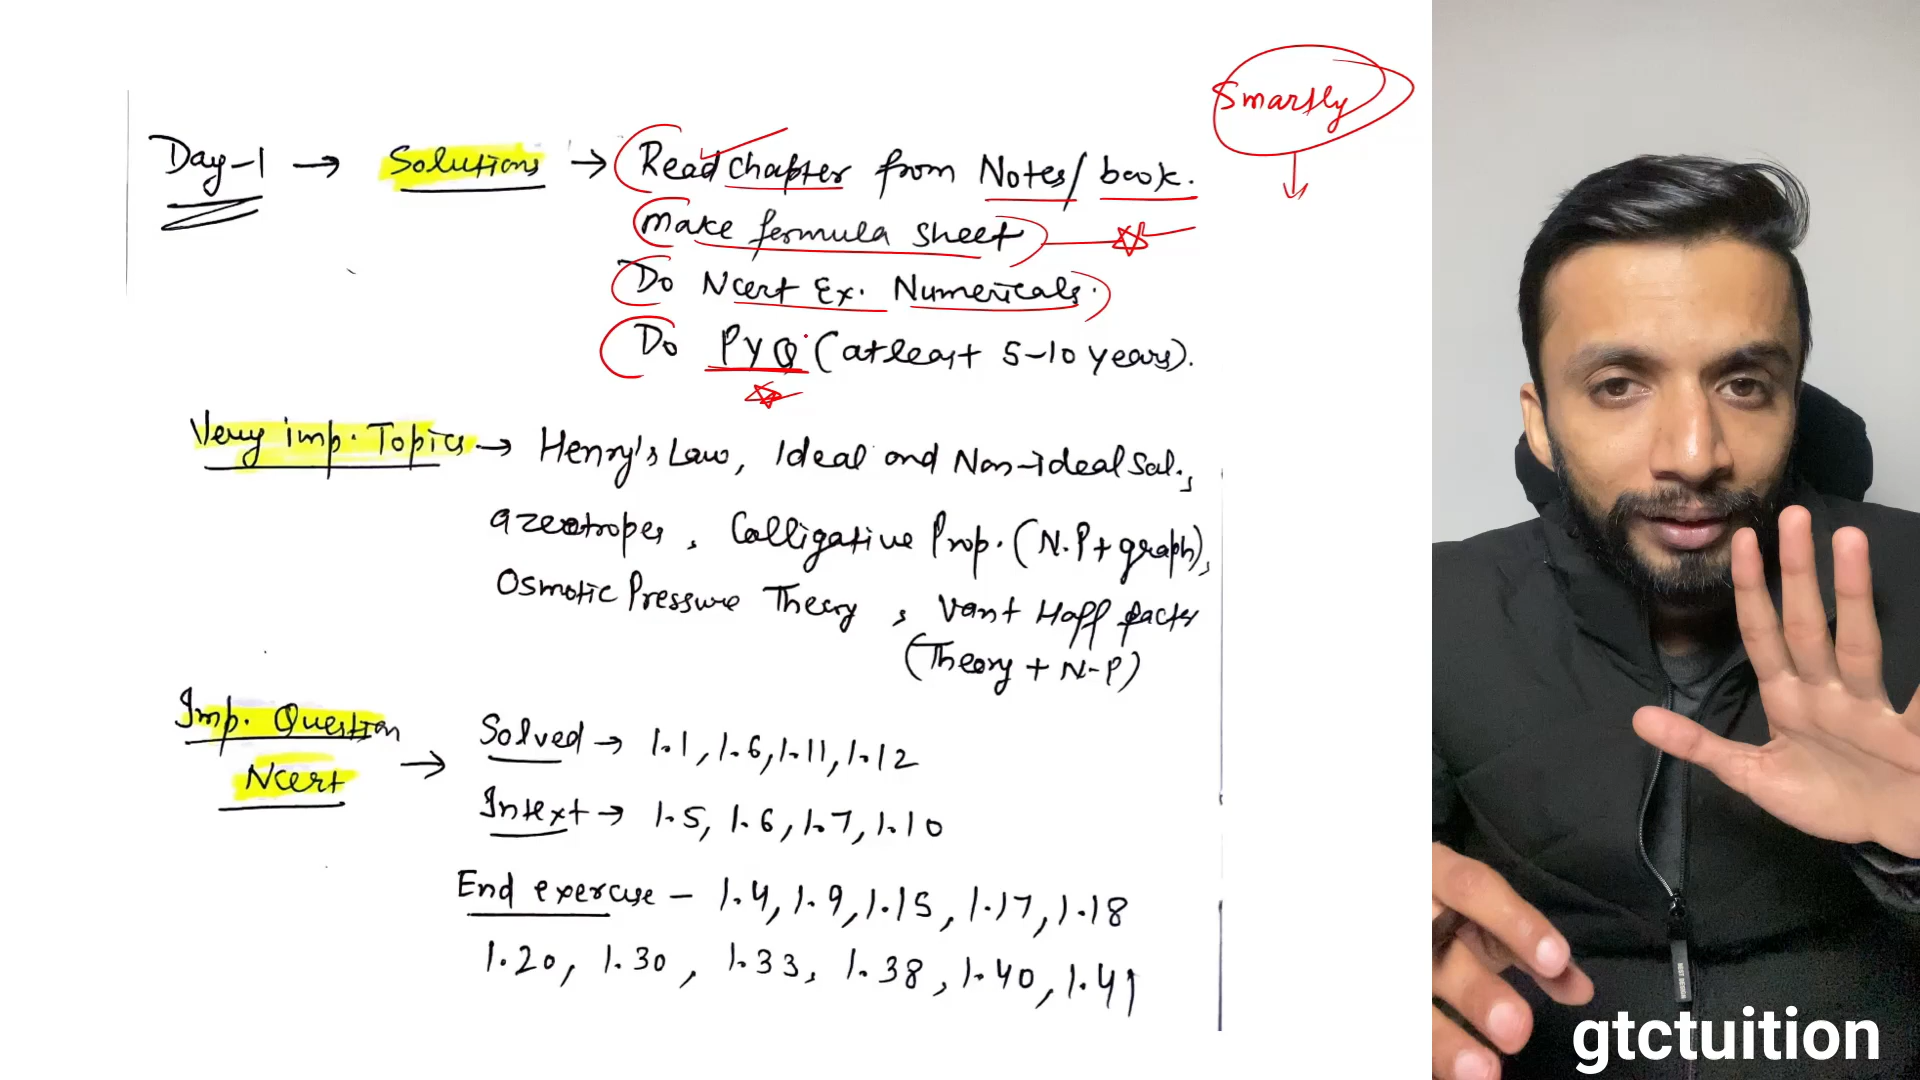 Smartly
Day-1 → Solutions → Read chapter from Notes/book.
Make formula sheet
Do Ncert Ex. Numericals.
Do PYQ (atleast 5-10 years).
Very imp. Topics → Henry's Law, Ideal and Non-ideal Sol.,
azeotropes, Colligative Prop. (N.P + graph),
Osmotic Pressure Theory, Vant Hoff factor
(Theory + N-P)
Imp. Question
Ncert → Solved → 1.1, 1.6, 1.11, 1.12
Intext → 1.5, 1.6, 1.7, 1.10
End exercise - 1.4, 1.9, 1.15, 1.17, 1.18
1.20, 1.30, 1.33, 1.38, 1.40, 1.41
gtctuition